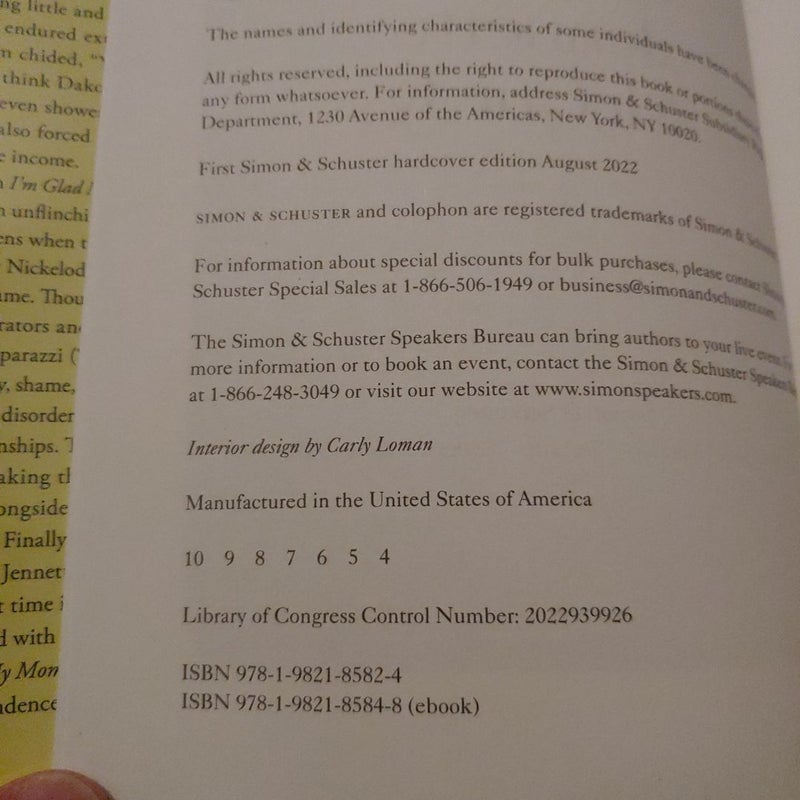 ng little and
endured ex
n chided, "
think Dako
even showe
also forced
e income.
I'm Glad
n unflinchi
ens when t
Nickelod
ame. Thou
rators an
parazzi (
y, shame,
disorder
nships. T
aking th
ongside
Finally
Jennet
t time i
d with
y Mom
dence
The names and identifying characteristics of some individuals have been
All rights reserved, including the right to reproduce this book or portions
any form whatsoever. For information, address Simon & Schuster Subsidiary
Department, 1230 Avenue of the Americas, New York, NY 10020.
First Simon & Schuster hardcover edition August 2022
SIMON & SCHUSTER and colophon are registered trademarks of Simon &
For information about special discounts for bulk purchases, please contact
Schuster Special Sales at 1-866-506-1949 or business@simonandschuster.com.
The Simon & Schuster Speakers Bureau can bring authors to your live event.
more information or to book an event, contact the Simon & Schuster Speakers
at 1-866-248-3049 or visit our website at www.simonspeakers.com.
Interior design by Carly Loman
Manufactured in the United States of America
10 9 8 7 6 5 4
Library of Congress Control Number: 2022939926
ISBN 978-1-9821-8582-4
ISBN 978-1-9821-8584-8 (ebook)